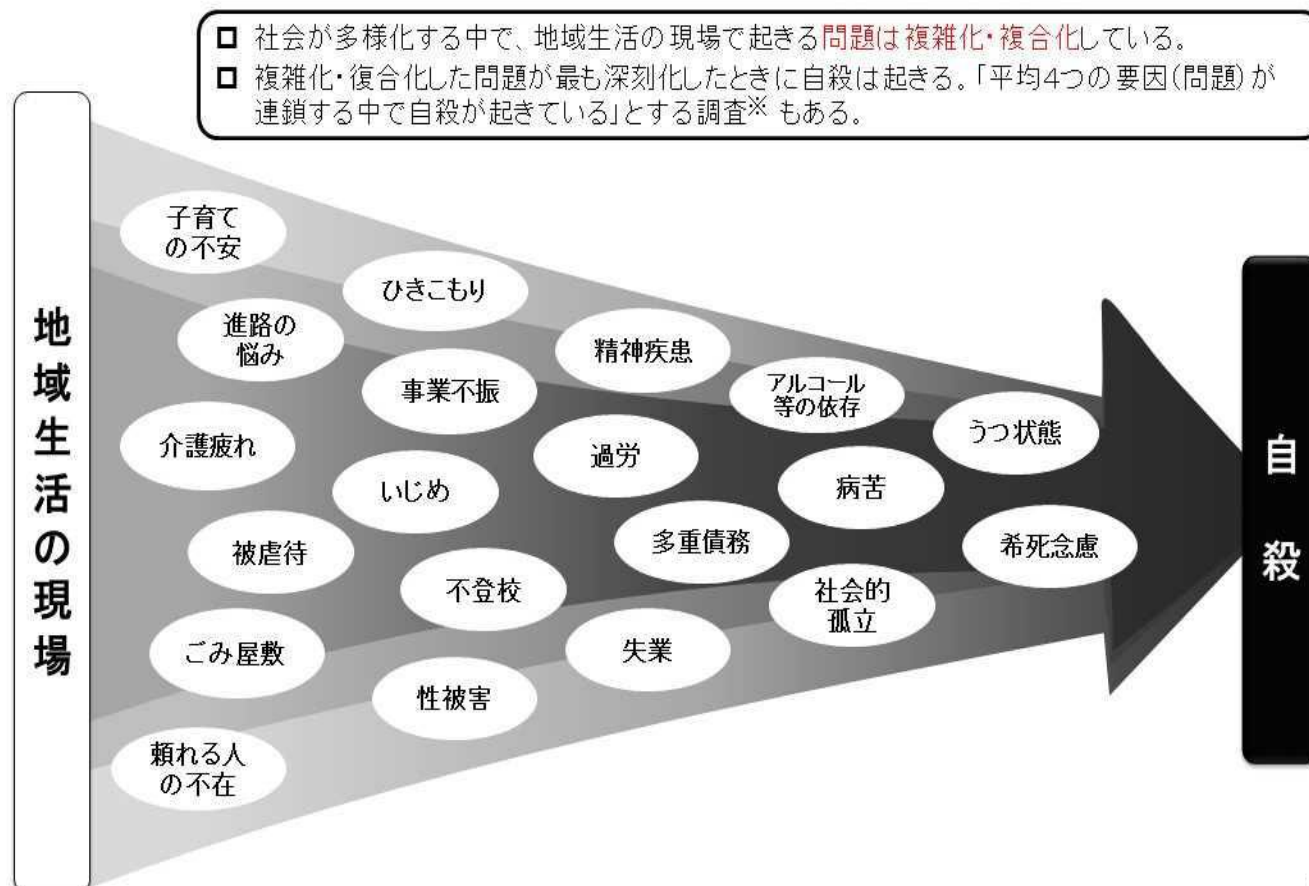 □ 社会が多様化する中で、地域生活の現場で起きる問題は複雑化・複合化している。
□ 複雑化・復合化した問題が最も深刻化したときに自殺は起きる。「平均4つの要因(問題)が
連鎖する中で自殺が起きている」とする調査※ もある。
地域生活の現場
子育て
の不安
進路の
悩み
介護疲れ
被虐待
ごみ屋敷
頼れる人
の不在
ひきこもり
事業不振
いじめ
不登校
性被害
精神疾患
過労
多重債務
失業
アルコール
等の依存
病苦
社会的
孤立
うつ状態
希死念慮
自殺